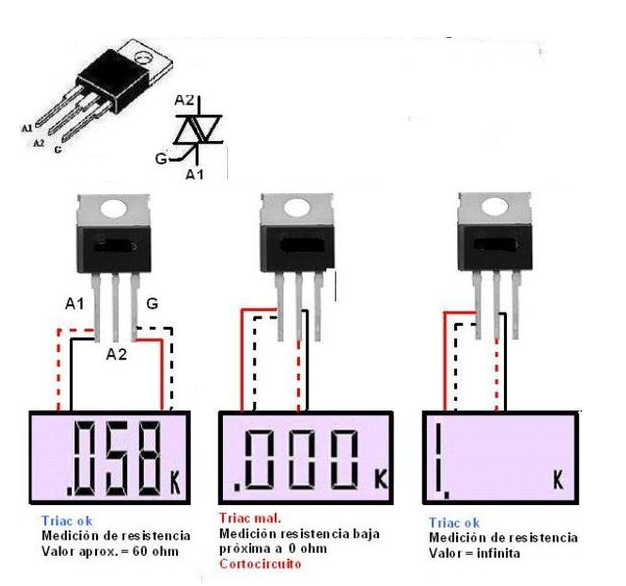 A1
A2
G
A2
G
A1
A1
G
A2
.058 K
.000 K
1. K
Triac ok
Medición de resistencia
Valor aprox. = 60 ohm
Triac mal.
Medición resistencia baja
próxima a 0 ohm
Cortocircuito
Triac ok
Medición de resistencia
Valor = infinita